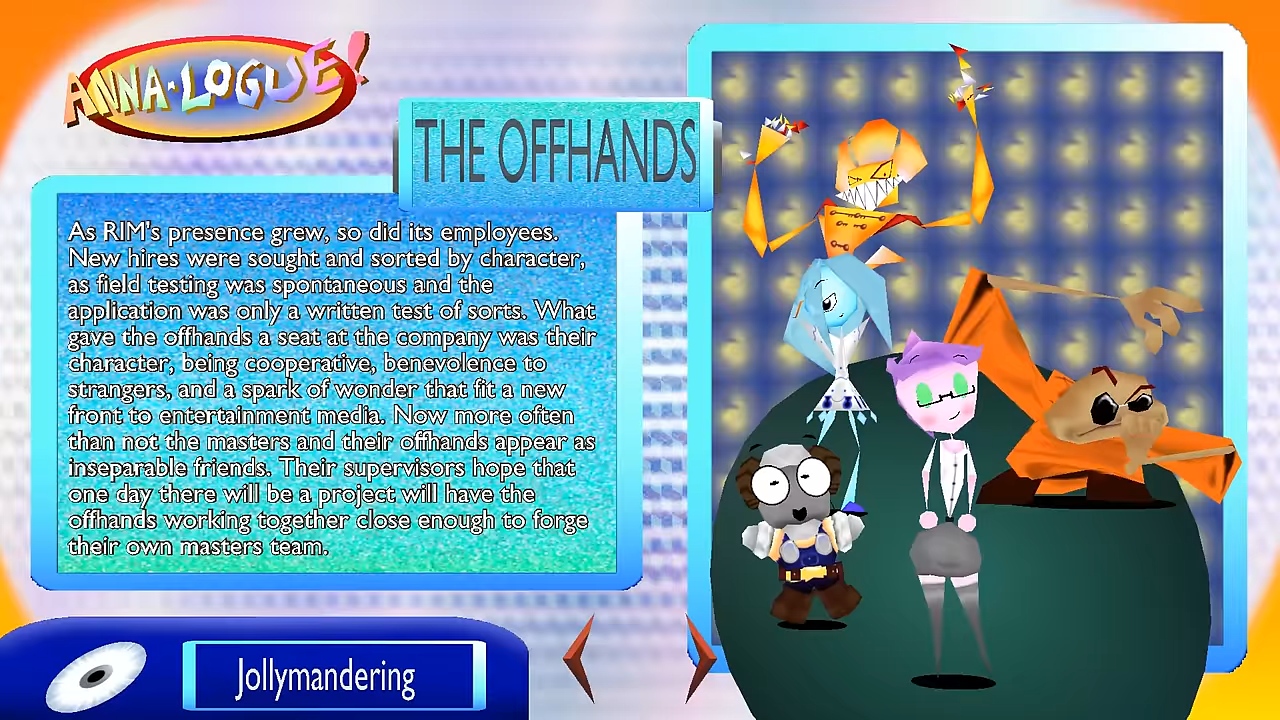 ANNA-LOGUE!
THE OFFHANDS
As RIM's presence grew, so did its employees.
New hires were sought and sorted by character,
as field testing was spontaneous and the
application was only a written test of sorts. What
gave the offhands a seat at the company was their
character, being cooperative, benevolence to
strangers, and a spark of wonder that fit a new
front to entertainment media. Now more often
than not the masters and their offhands appear as
inseparable friends. Their supervisors hope that
one day there will be a project will have the
offhands working together close enough to forge
their own masters team.
Jollymandering